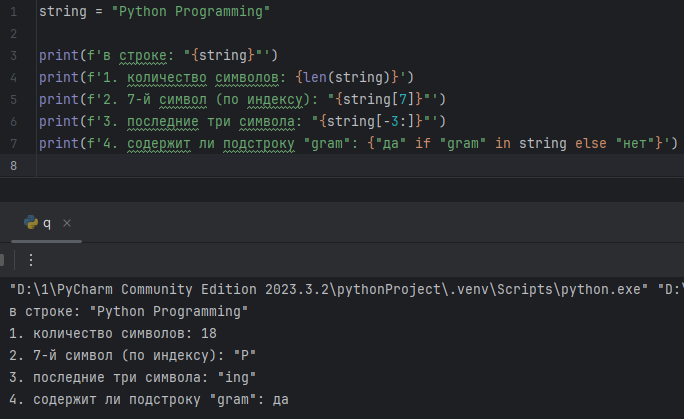 1 string = "Python Programming"
2
3 print(f'в строке: "{string}"')
4 print(f'1. количество символов: {len(string)}')
5 print(f'2. 7-й символ (по индексу): "{string[7]}"')
6 print(f'3. последние три символа: "{string[-3:]}"')
7 print(f'4. содержит ли подстроку "gram": {"да" if "gram" in string else "нет"}')
8
q
"D:\1\PyCharm Community Edition 2023.3.2\pythonProject\.venv\Scripts\python.exe" "D:\
в строке: "Python Programming"
1. количество символов: 18
2. 7-й символ (по индексу): "P"
3. последние три символа: "ing"
4. содержит ли подстроку "gram": да